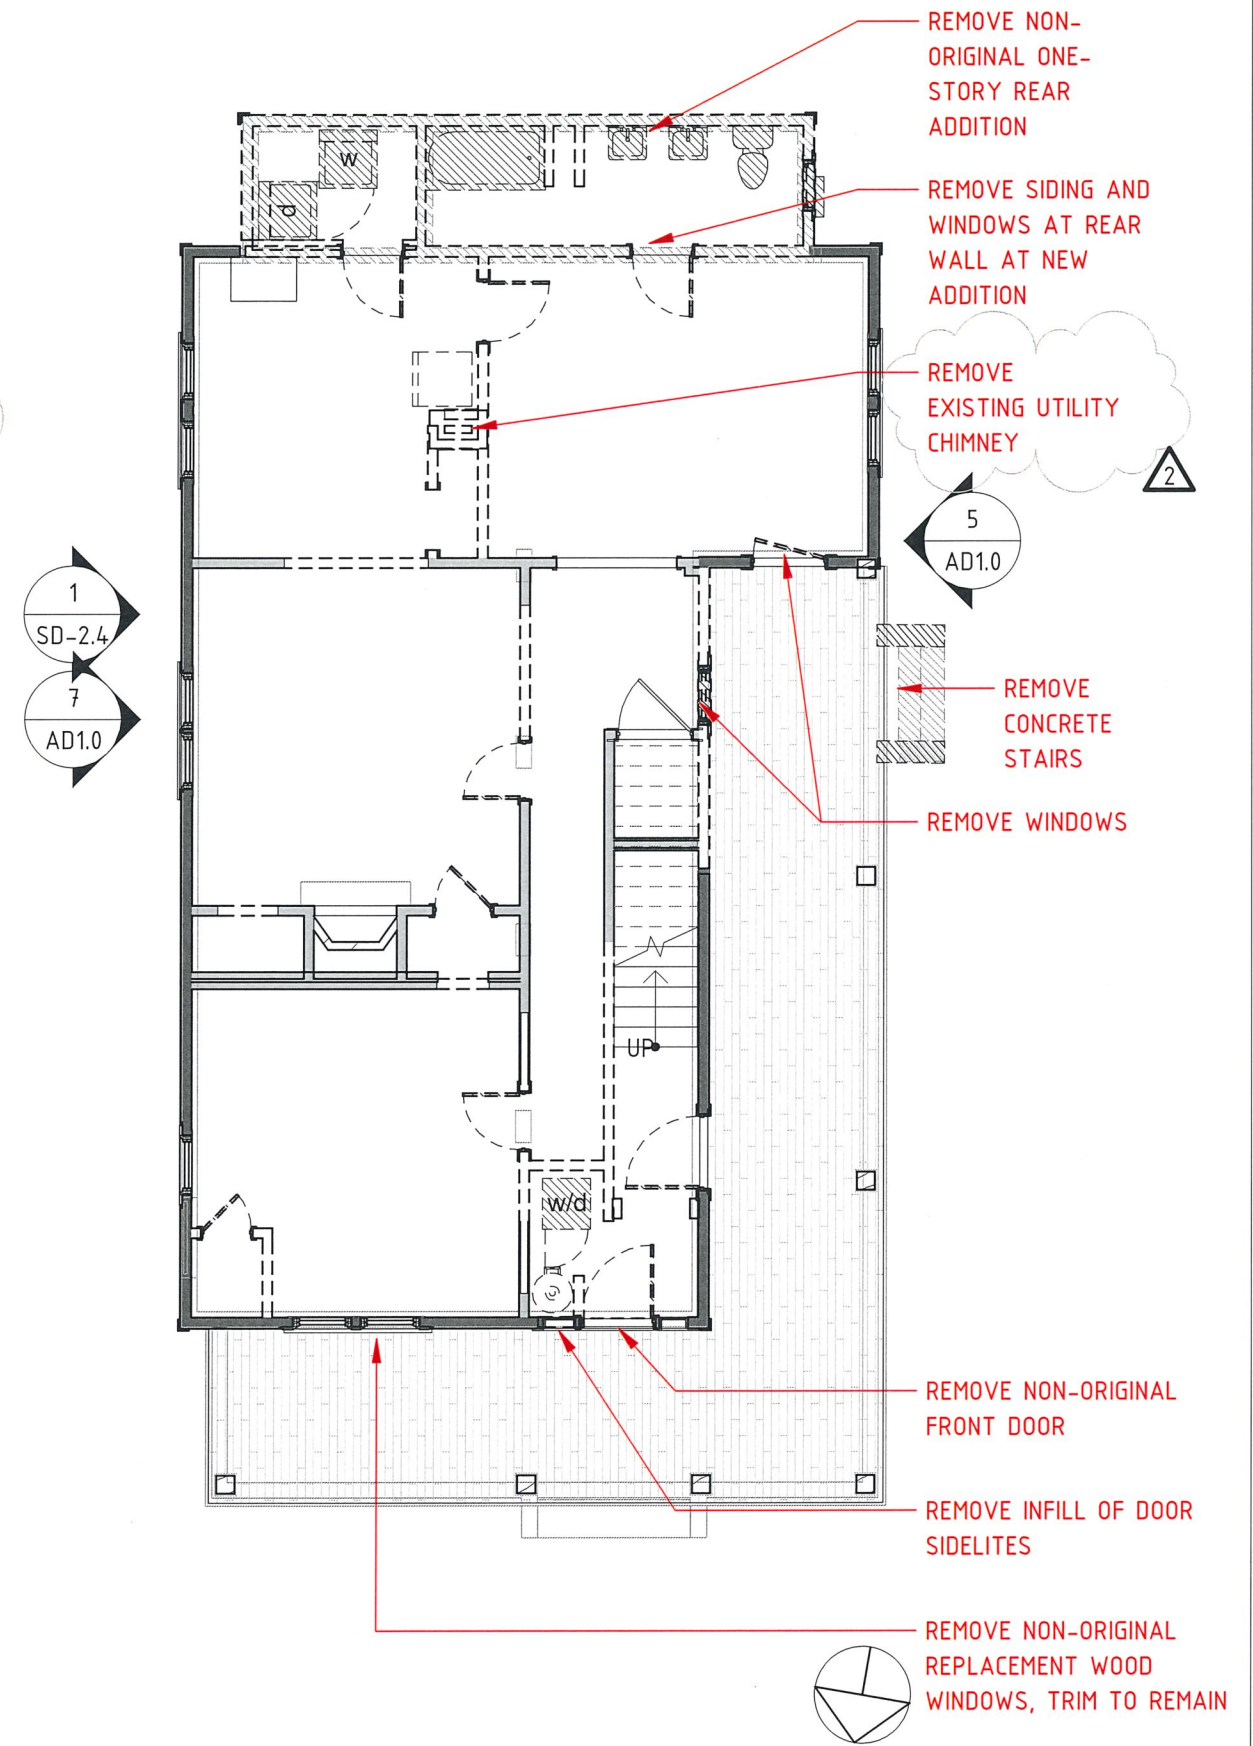 REMOVE NON-
ORIGINAL ONE-
STORY REAR
ADDITION
W
d
REMOVE SIDING AND
WINDOWS AT REAR
WALL AT NEW
ADDITION
REMOVE
EXISTING UTILITY
CHIMNEY
2
5
AD1.0
1
SD-2.4
7
AD1.0
REMOVE
CONCRETE
STAIRS
REMOVE WINDOWS
UP
w/d
REMOVE NON-ORIGINAL
FRONT DOOR
REMOVE INFILL OF DOOR
SIDELITES
REMOVE NON-ORIGINAL
REPLACEMENT WOOD
WINDOWS, TRIM TO REMAIN